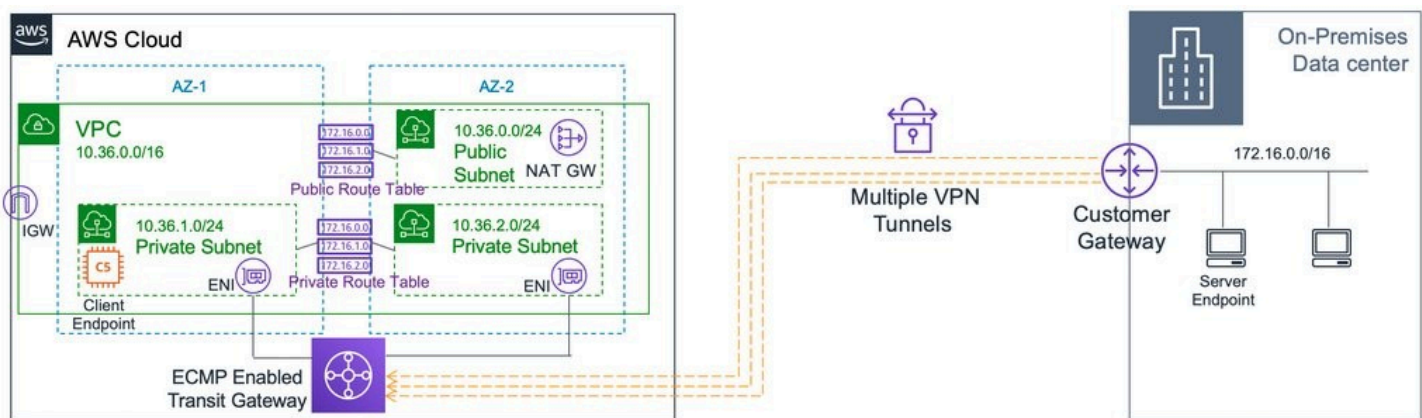 aws
AWS Cloud
AZ-1
AZ-2
VPC
10.36.0.0/16
172.16.0.0
172.16.1.0
172.16.2.0
Public Route Table
10.36.0.0/24
Public
Subnet
NAT GW
IGW
10.36.1.0/24
Private Subnet
C5
Client
Endpoint
ENI
172.16.0.0
172.16.1.0
172.16.2.0
Private Route Table
10.36.2.0/24
Private Subnet
ENI
ECMP Enabled
Transit Gateway
Multiple VPN
Tunnels
On-Premises
Data center
172.16.0.0/16
Customer
Gateway
Server
Endpoint